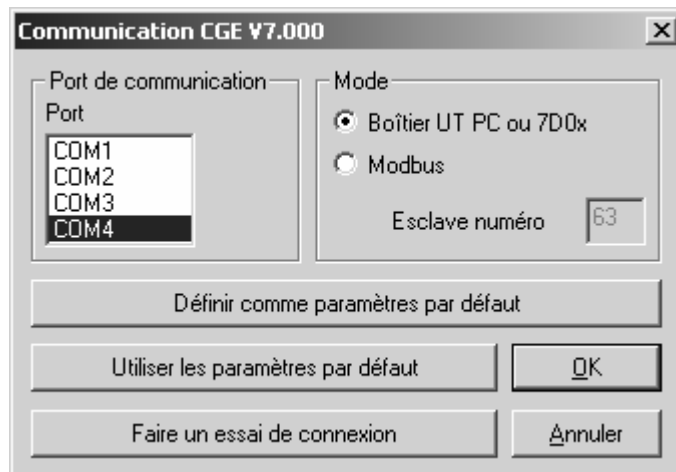 Communication CGE V7.000
Port de communication
Port
COM1
COM2
COM3
COM4
Mode
Boîtier UT PC ou 7D0x
Modbus
Esclave numéro 63
Définir comme paramètres par défaut
Utiliser les paramètres par défaut
OK
Faire un essai de connexion
Annuler